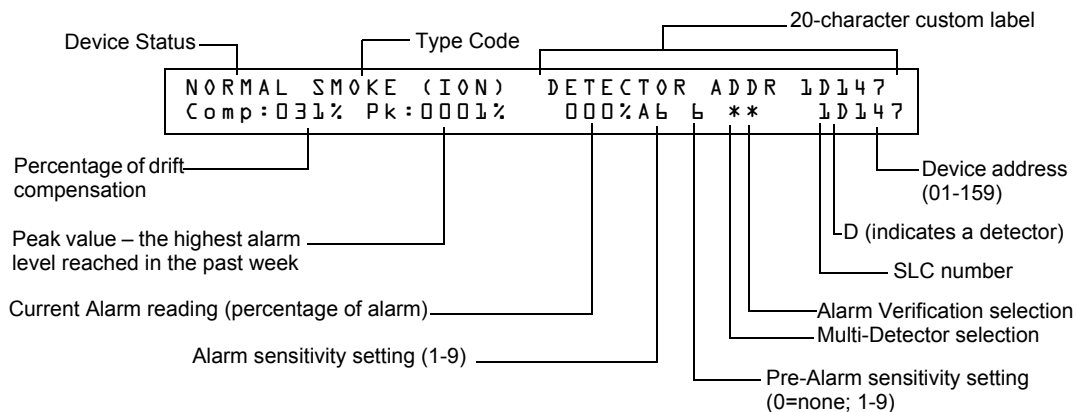 20-character custom label
Device Status
Type Code
NORMAL SMOKE (ION) DETECTOR ADDR 1D147
Comp:031% Pk:0001% 000%A6 6 ** 1D147
Percentage of drift
compensation
Device address
(01-159)
Peak value – the highest alarm
level reached in the past week
D (indicates a detector)
SLC number
Current Alarm reading (percentage of alarm)
Alarm Verification selection
Multi-Detector selection
Alarm sensitivity setting (1-9)
Pre-Alarm sensitivity setting
(0=none; 1-9)